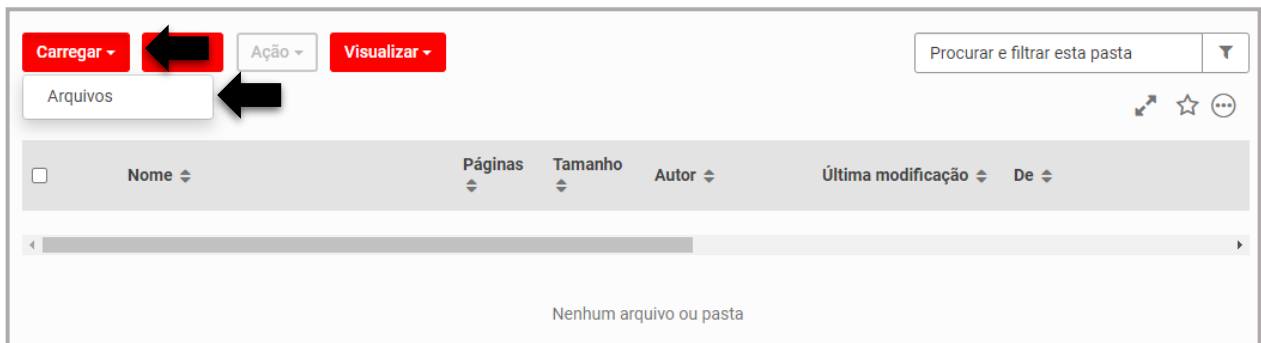 Carregar
Ação
Visualizar
Procurar e filtrar esta pasta
Arquivos
Nome
Páginas
Tamanho
Autor
Última modificação
De
Nenhum arquivo ou pasta